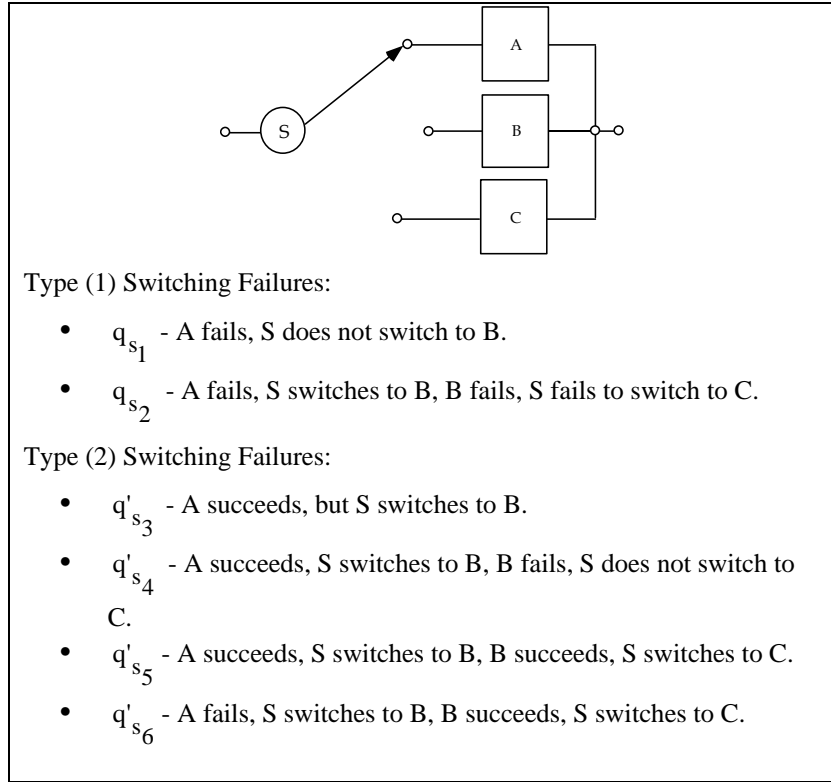 A
S
B
C
Type (1) Switching Failures:
• q_{s_1} - A fails, S does not switch to B.
• q_{s_2} - A fails, S switches to B, B fails, S fails to switch to C.
Type (2) Switching Failures:
• q'_{s_3} - A succeeds, but S switches to B.
• q'_{s_4} - A succeeds, S switches to B, B fails, S does not switch to
C.
• q'_{s_5} - A succeeds, S switches to B, B succeeds, S switches to C.
• q'_{s_6} - A fails, S switches to B, B succeeds, S switches to C.